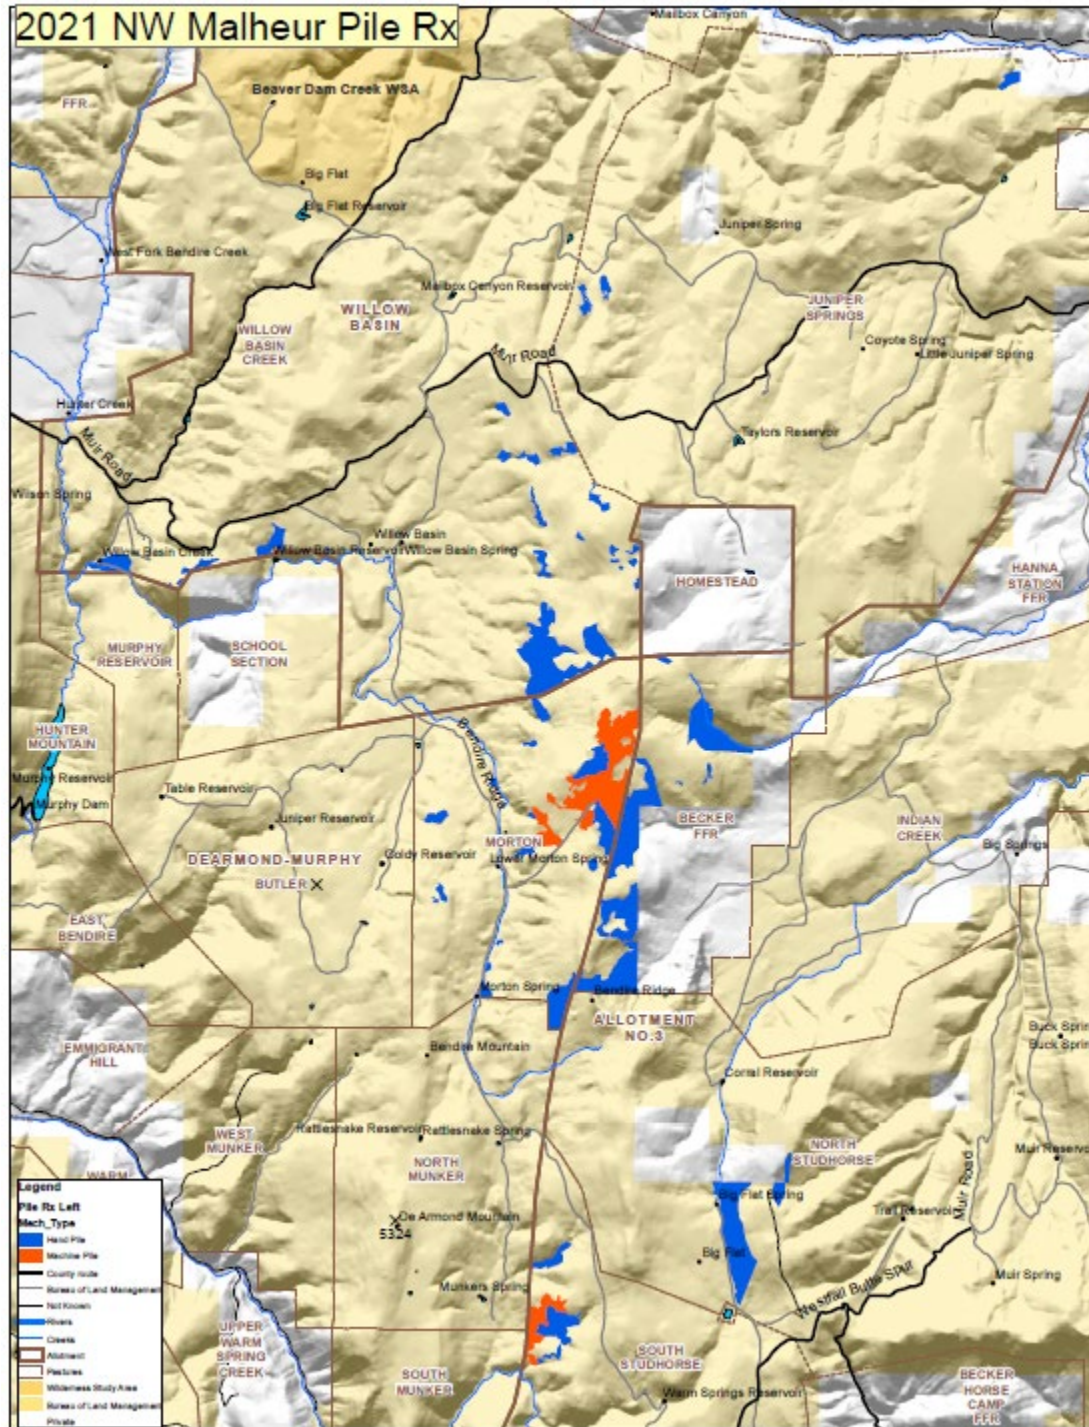 2021 NW Malheur Pile Rx
Mailbox Canyon
FFR
Beaver Dam Creek WSA
Big Flat
Big Flat Reservoir
Juniper Spring
West Fork Bendire Creek
Mailbox Canyon Reservoir
WILLOW
BASIN
JUNIPER
SPRINGS
WILLOW
BASIN
CREEK
Coyote Spring
Little Juniper Spring
Muir Road
Hunter Creek
Taylors Reservoir
Muir Road
Wilson Spring
Willow Basin
Willow Basin Creek
Willow Basin Reservoir
Willow Basin Spring
HOMESTEAD
HANNA
STATION
FFR
MURPHY
RESERVOIR
SCHOOL
SECTION
HUNTER
MOUNTAIN
Bendire Ridge
Murphy Reservoir
Table Reservoir
Murphy Dam
Juniper Reservoir
BECKER
FFR
INDIAN
CREEK
MORTON
Big Springs
DEARMOND-MURPHY
Goldy Reservoir
Lower Morton Spring
BUTLER
EAST
BENDIRE
Morton Spring
Bendire Ridge
ALLOTMENT
NO.3
Buck Sprin
Buck Sprin
EMMIGRANT
HILL
Bendire Mountain
Corral Reservoir
WEST
MUNKER
Rattlesnake Reservoir
Rattlesnake Spring
NORTH
STUDHORSE
Muir Reservo
NORTH
MUNKER
WARM
Big Flat Spring
Muir Road
De Armond Mountain
5324
Trail Reservoir
Big Flat
Munkers Spring
Muir Spring
Westfall Butte Spur
UPPER
WARM
SPRING
CREEK
SOUTH
MUNKER
SOUTH
STUDHORSE
Warm Springs Reservoir
BECKER
HORSE
CAMP
FFR
Legend
Pile Rx Left
Mech_Type
Hand Pile
Machine Pile
County route
Bureau of Land Management
Not Known
Rivers
Creeks
Allotment
Pastures
Wilderness Study Area
Bureau of Land Management
Private